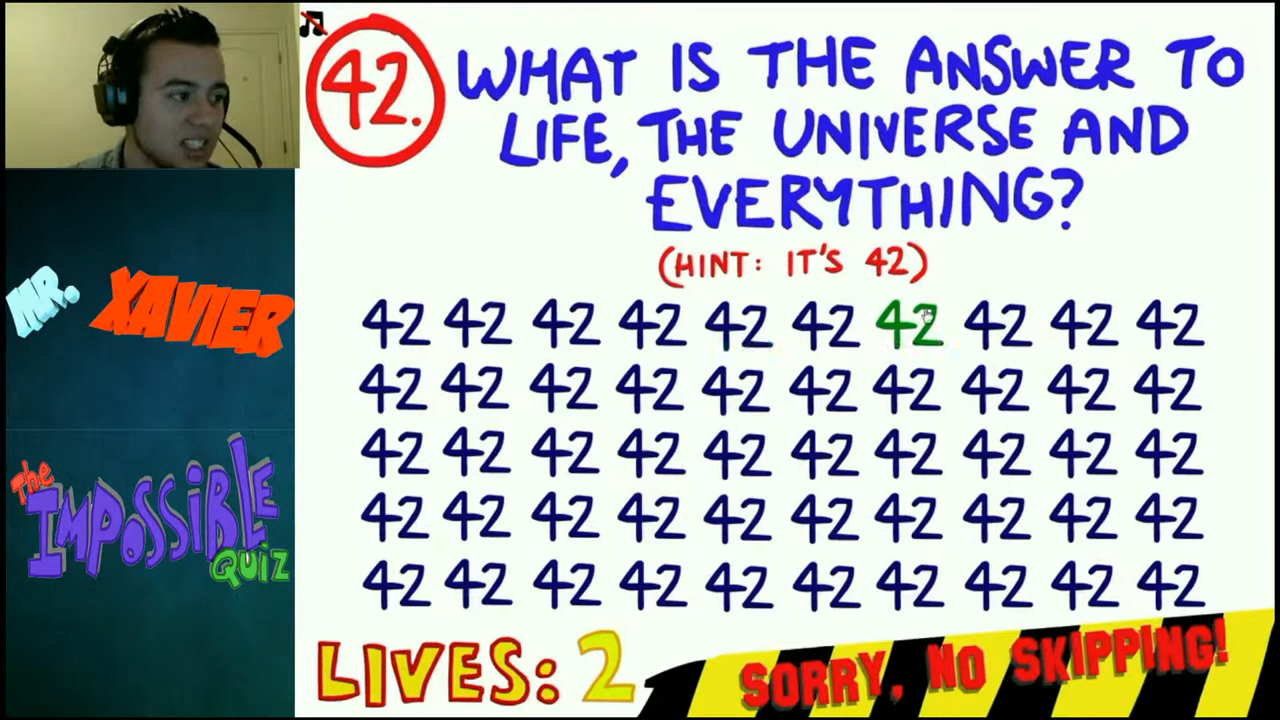 42. WHAT IS THE ANSWER TO
LIFE, THE UNIVERSE AND
EVERYTHING?
(HINT: IT'S 42)
42 42 42 42 42 42 42 42 42 42
42 42 42 42 42 42 42 42 42 42
42 42 42 42 42 42 42 42 42 42
42 42 42 42 42 42 42 42 42 42
42 42 42 42 42 42 42 42 42 42
LIVES: 2
SORRY, NO SKIPPING!
MR. XAVIER
The
IMPOSSIBLE
QUIZ